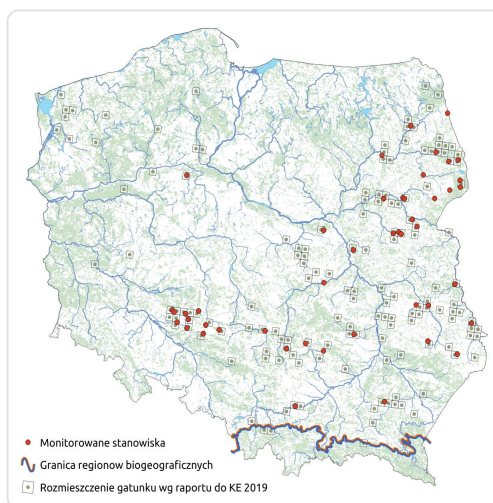 Monitorowane stanowiska
Granica regionow biogeograficznych
Rozmieszczenie gatunku wg raportu do KE 2019